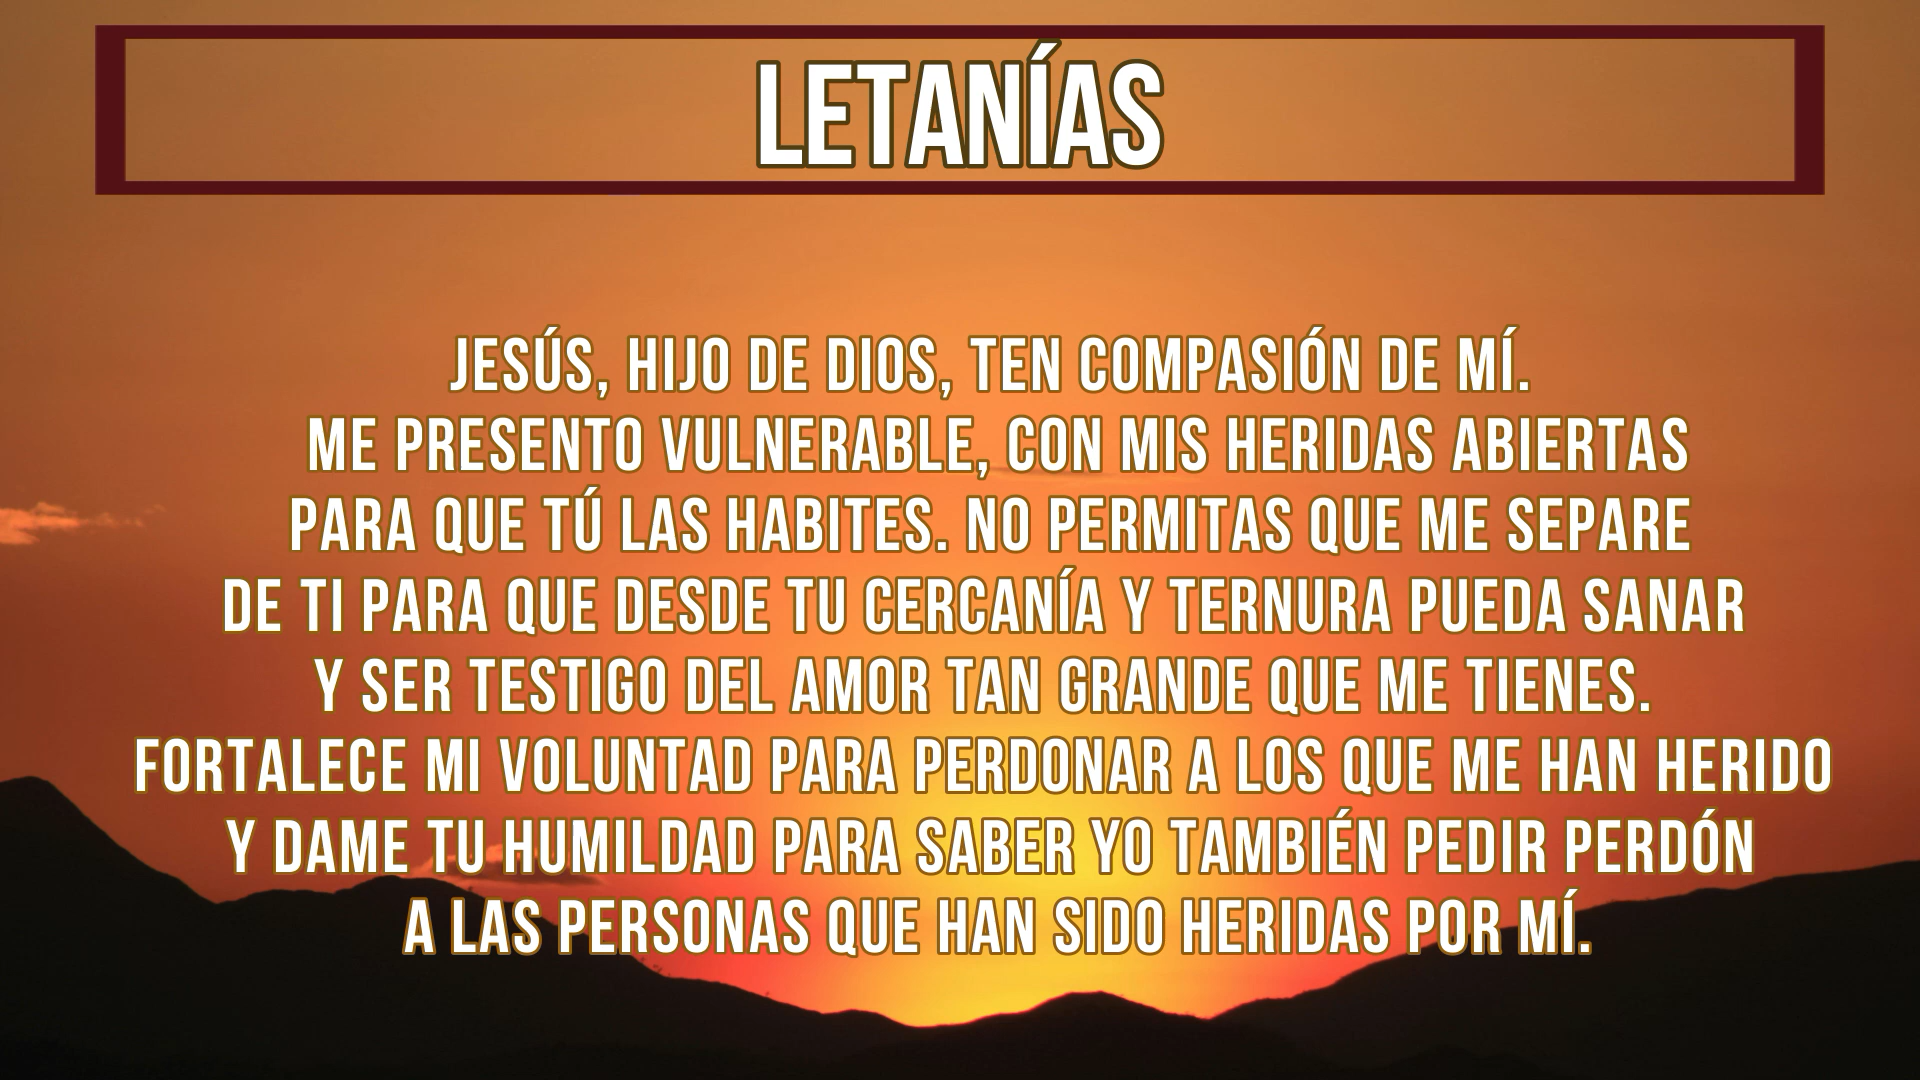 LETANÍAS
JESÚS, HIJO DE DIOS, TEN COMPASIÓN DE MÍ.
ME PRESENTO VULNERABLE, CON MIS HERIDAS ABIERTAS
PARA QUE TÚ LAS HABITES. NO PERMITAS QUE ME SEPARE
DE TI PARA QUE DESDE TU CERCANÍA Y TERNURA PUEDA SANAR
Y SER TESTIGO DEL AMOR TAN GRANDE QUE ME TIENES.
FORTALECE MI VOLUNTAD PARA PERDONAR A LOS QUE ME HAN HERIDO
Y DAME TU HUMILDAD PARA SABER YO TAMBIÉN PEDIR PERDÓN
A LAS PERSONAS QUE HAN SIDO HERIDAS POR MÍ.